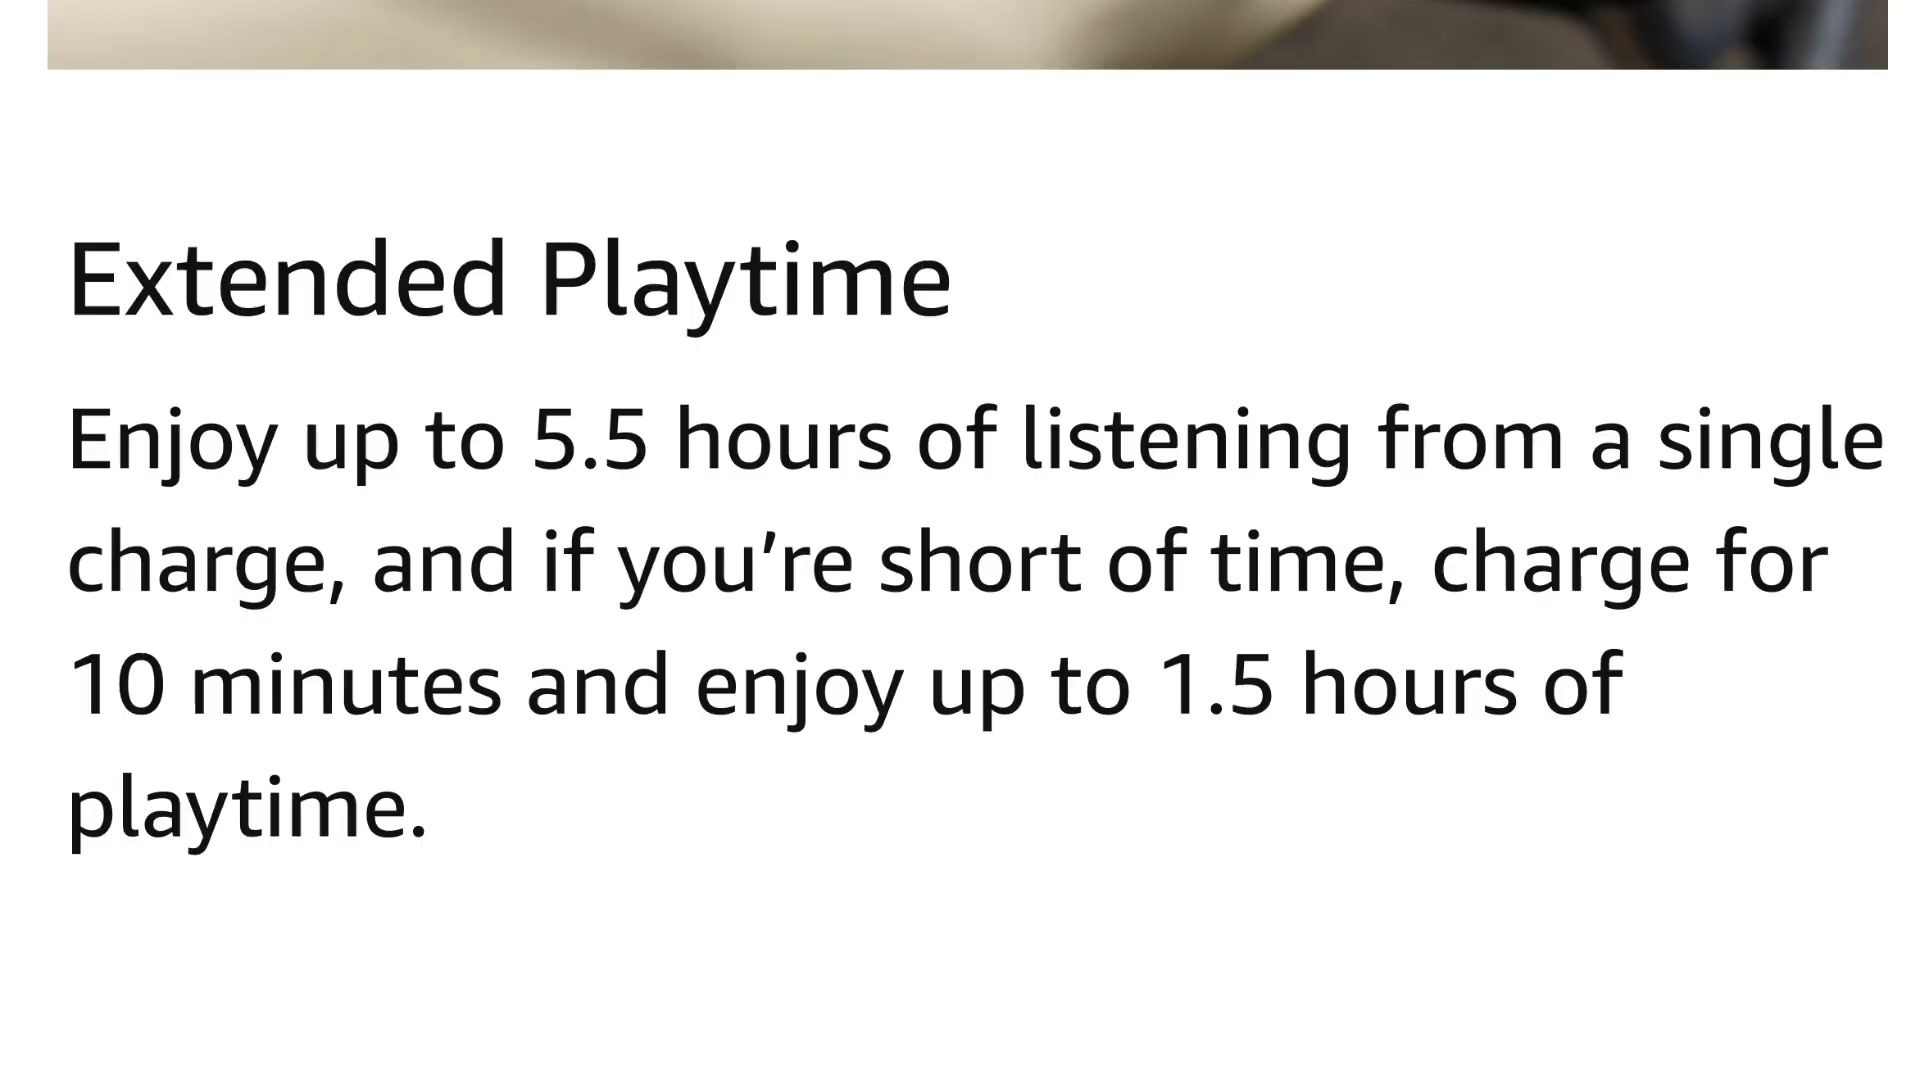 Extended Playtime
Enjoy up to 5.5 hours of listening from a single
charge, and if you’re short of time, charge for
10 minutes and enjoy up to 1.5 hours of
playtime.